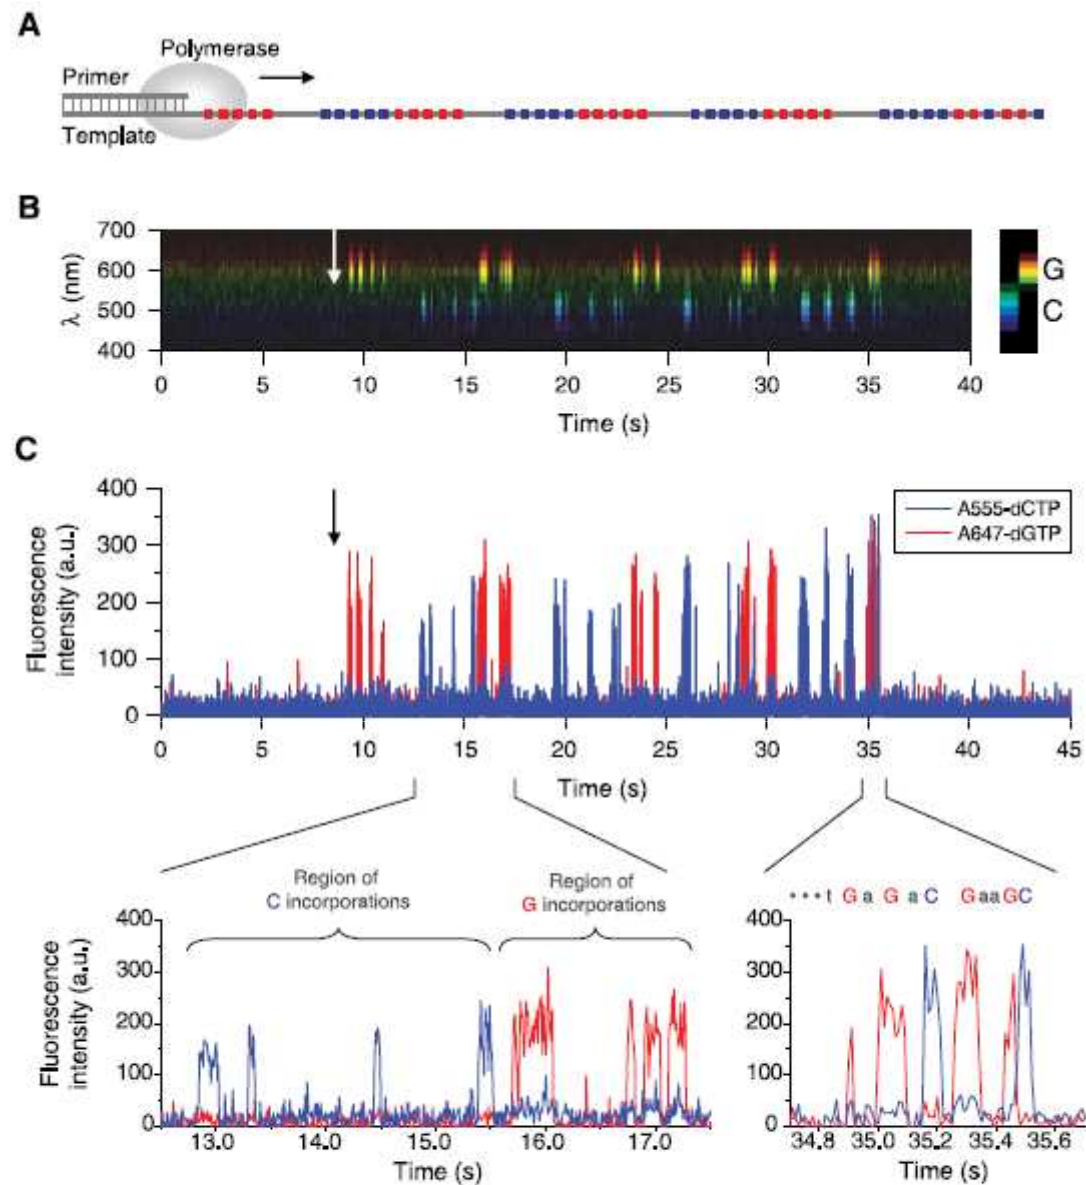 A
Polymerase
Primer
Template
B
700
600
500
400
λ (nm)
G
C
0 5 10 15 20 25 30 35 40
Time (s)
C
400
300
200
100
0
Fluorescence
intensity (a.u.)
A555-dCTP
A647-dGTP
0 5 10 15 20 25 30 35 40 45
Time (s)
Region of
C incorporations
Region of
G incorporations
400
300
200
100
0
Fluorescence
intensity (a.u.)
13.0 14.0 15.0 16.0 17.0
Time (s)
•••t G a G a C G aa G C
400
300
200
100
0
34.8 35.0 35.2 35.4 35.6
Time (s)